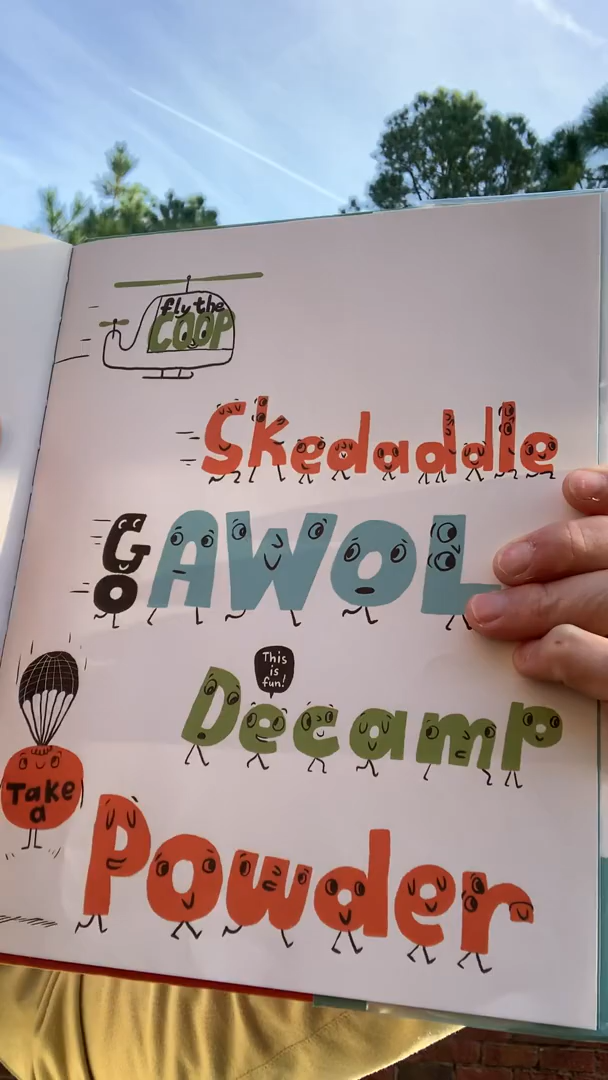 fly the
COOP
Skedaddle
GO AWOL
This
is
fun!
Decamp
Take
a
Powder